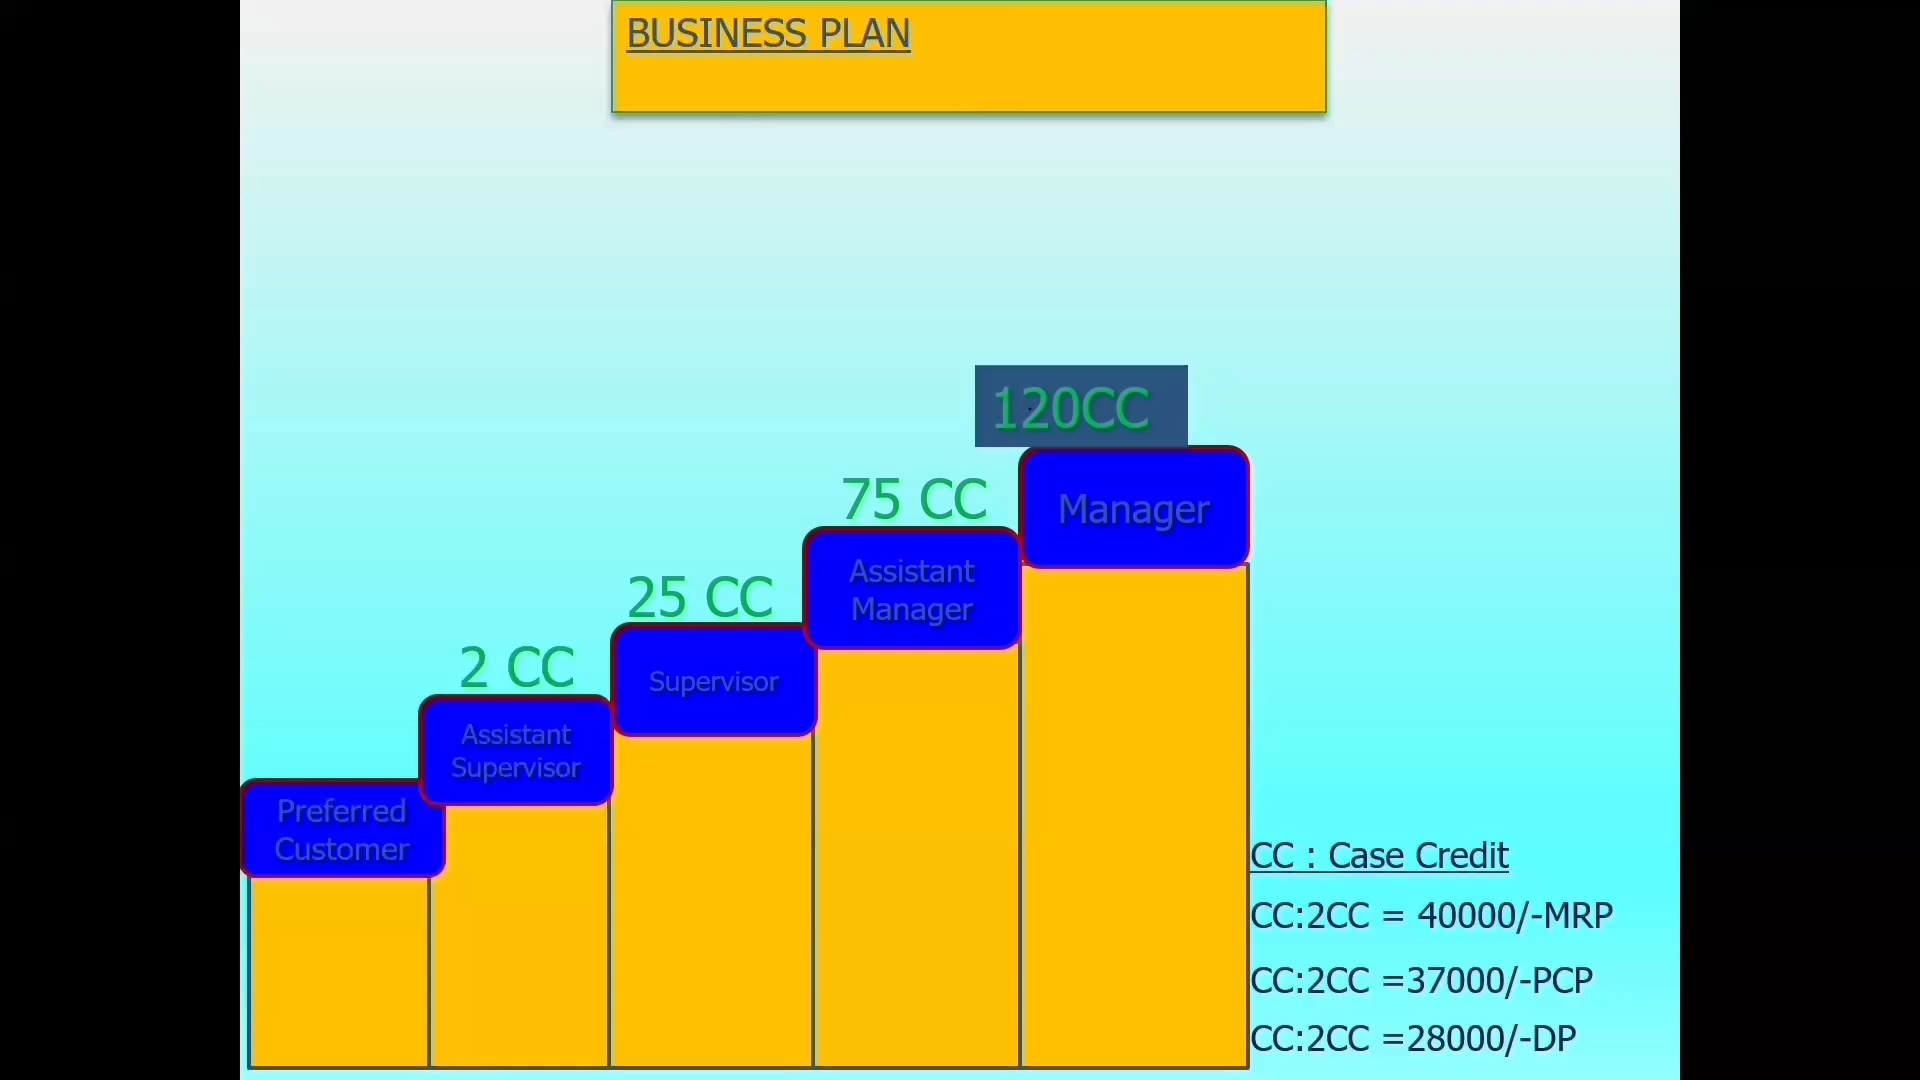 BUSINESS PLAN
120CC
Manager
75 CC
Assistant
Manager
25 CC
Supervisor
2 CC
Assistant
Supervisor
Preferred
Customer
CC : Case Credit
CC:2CC = 40000/-MRP
CC:2CC =37000/-PCP
CC:2CC =28000/-DP